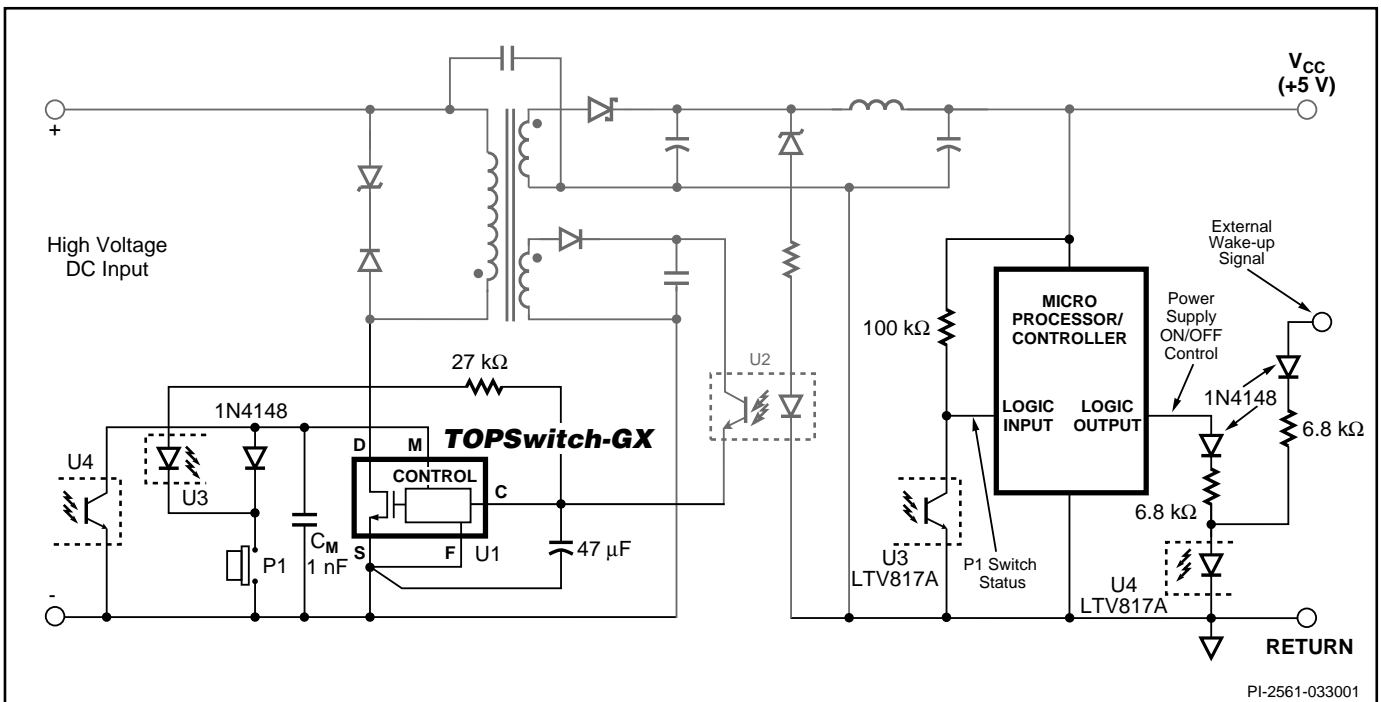 V_CC
(+5 V)
+
High Voltage
DC Input
External
Wake-up
Signal
MICRO
PROCESSOR/
CONTROLLER
Power
Supply
ON/OFF
Control
100 kΩ
27 kΩ
U2
1N4148
1N4148
LOGIC
INPUT
LOGIC
OUTPUT
6.8 kΩ
TOPSwitch-GX
D
M
CONTROL
C
U4
U3
S
F
U1
C_M
1 nF
P1
47 µF
6.8 kΩ
U3
LTV817A
P1 Switch
Status
U4
LTV817A
-
RETURN
PI-2561-033001